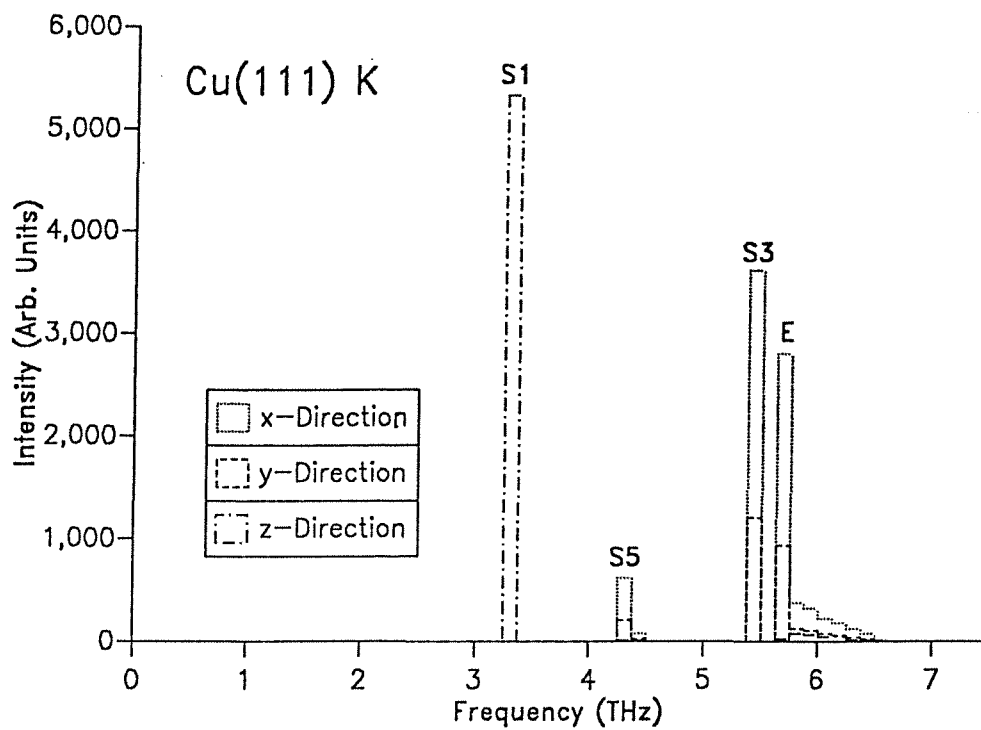 6,000
Cu(111) K
S1
5,000
4,000
S3
3,000
E
2,000
1,000
S5
0
Intensity (Arb. Units)
x-Direction
y-Direction
z-Direction
0 1 2 3 4 5 6 7
Frequency (THz)